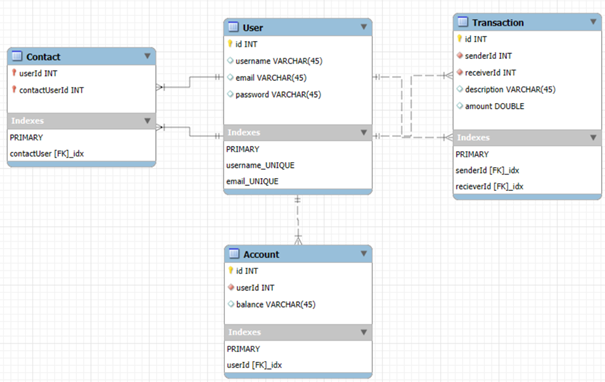 Contact
userId INT
contactUserId INT
Indexes
PRIMARY
contactUser [FK]_idx
User
id INT
username VARCHAR(45)
email VARCHAR(45)
password VARCHAR(45)
Indexes
PRIMARY
username_UNIQUE
email_UNIQUE
Transaction
id INT
senderId INT
receiverId INT
description VARCHAR(45)
amount DOUBLE
Indexes
PRIMARY
senderId [FK]_idx
recieverId [FK]_idx
Account
id INT
userId INT
balance VARCHAR(45)
Indexes
PRIMARY
userId [FK]_idx